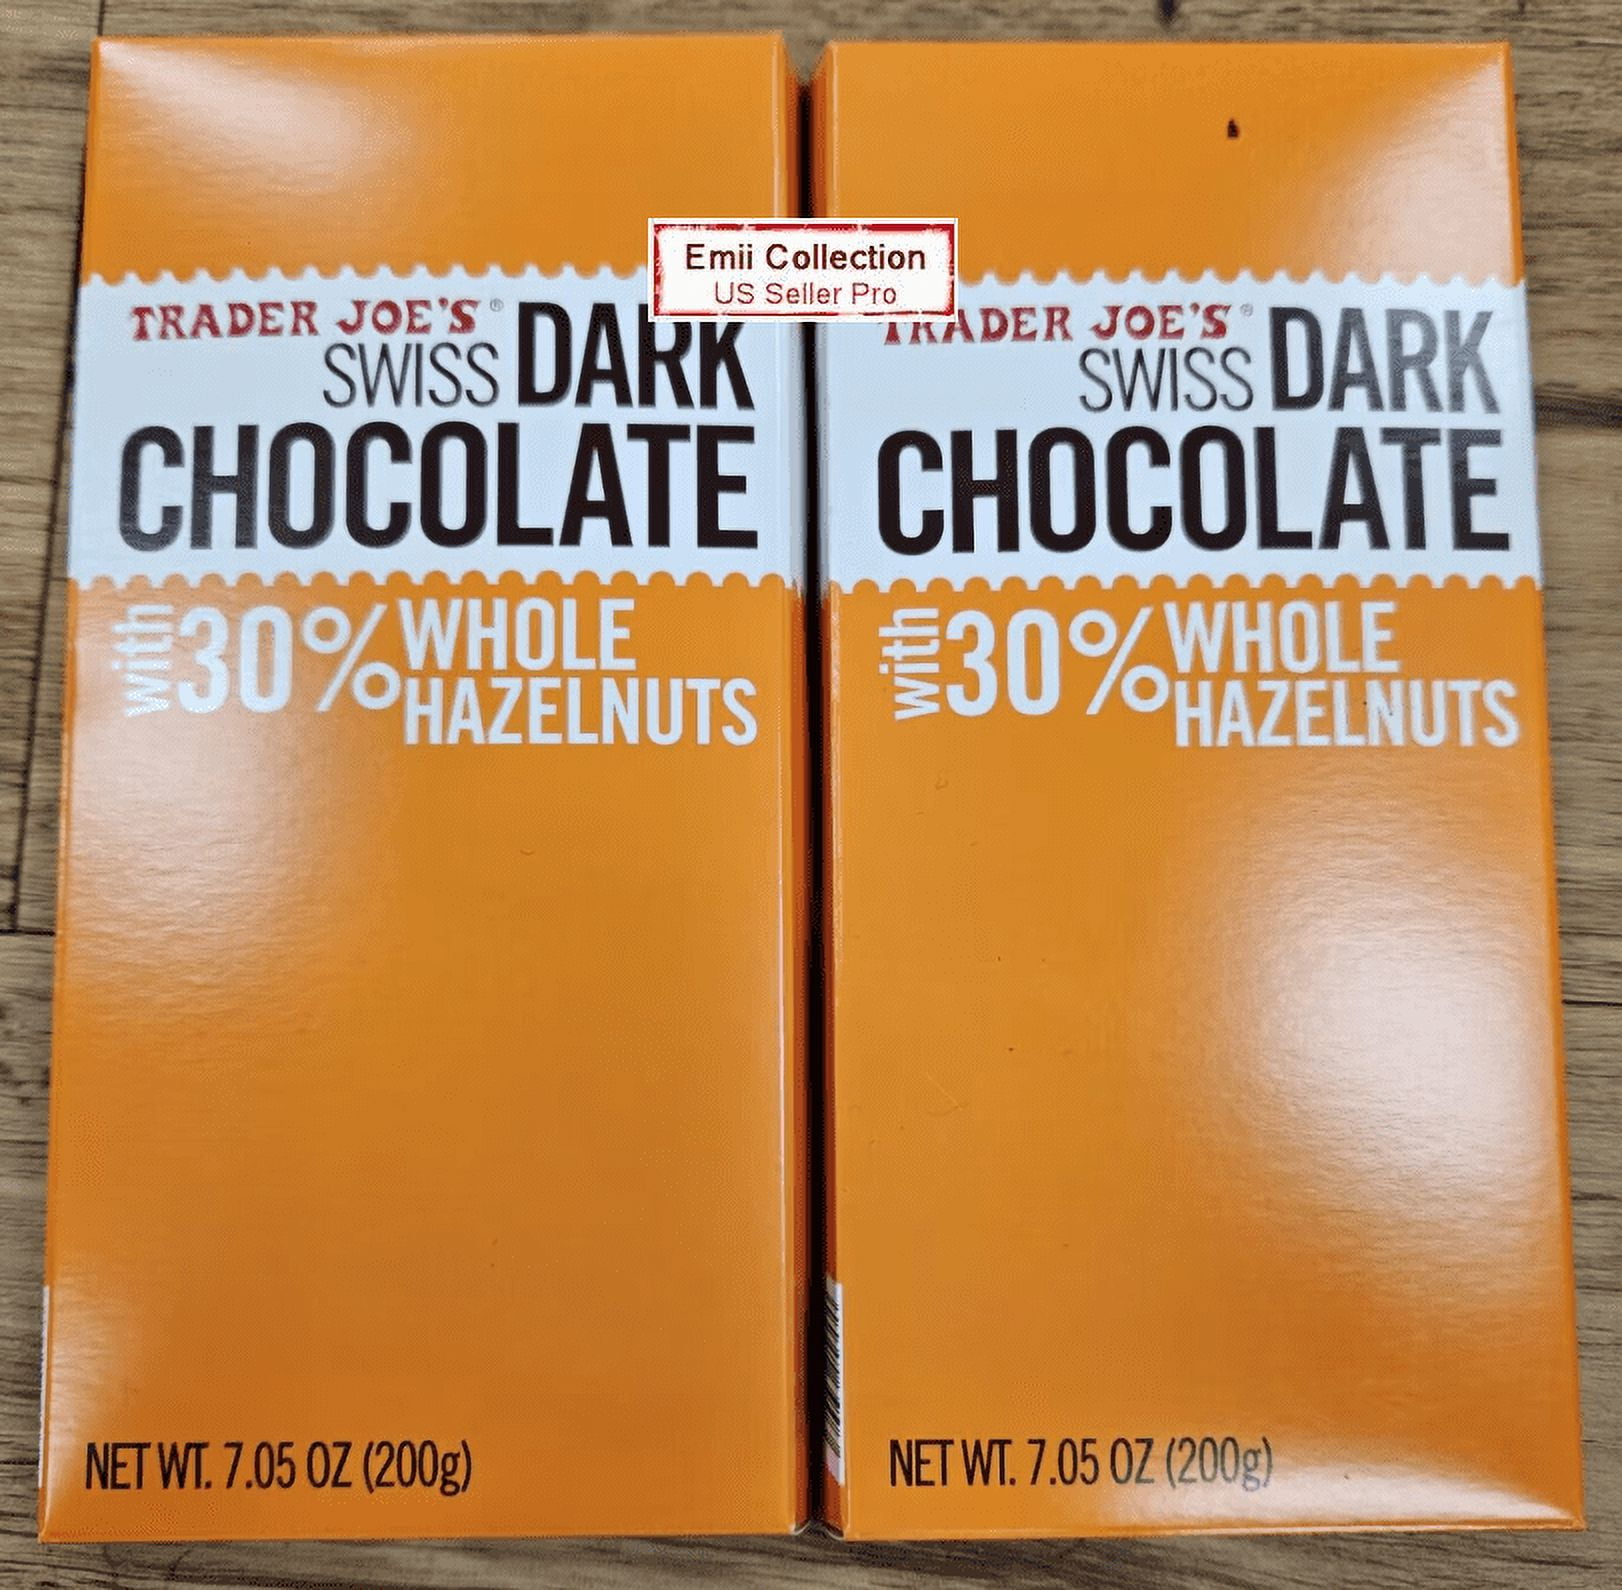 Emii Collection
US Seller Pro
TRADER JOE'S®
SWISS DARK
CHOCOLATE
with 30% WHOLE
HAZELNUTS
NET WT. 7.05 OZ (200g)
TRADER JOE'S®
SWISS DARK
CHOCOLATE
with 30% WHOLE
HAZELNUTS
NET WT. 7.05 OZ (200g)